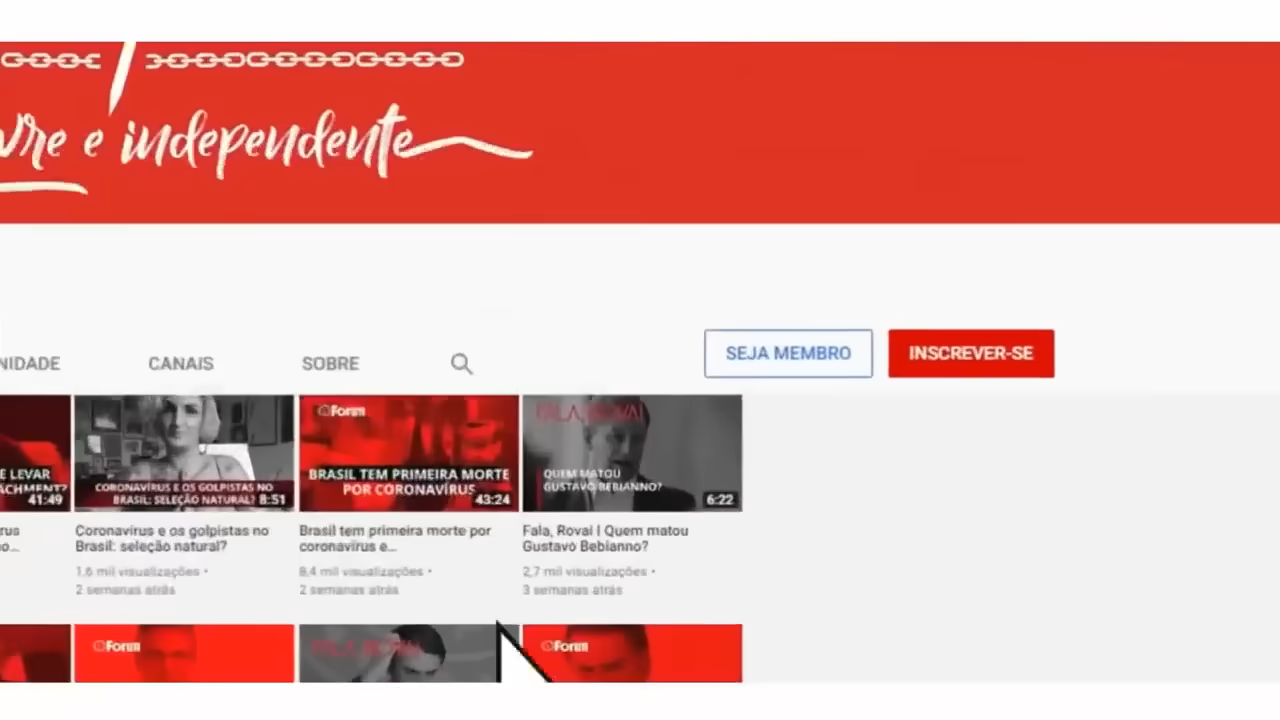 e independente
CANAIS
SOBRE
SEJA MEMBRO
INSCREVER-SE
E LEVAR
41:49
CORONAVÍRUS E OS GOLPISTAS NO
BRASIL: SELEÇÃO NATURAL?
8:51
Forum
BRASIL TEM PRIMEIRA MORTE
POR CORONAVÍRUS
43:24
FALA, ROVAI
QUEM MATOU
GUSTAVO BEBIANNO?
6:22
Coronavírus e os golpistas no
Brasil: seleção natural?
1,6 mil visualizações •
2 semanas atrás
Brasil tem primeira morte por
coronavírus e...
8,4 mil visualizações •
2 semanas atrás
Fala, Rovai | Quem matou
Gustavo Bebianno?
2,7 mil visualizações •
3 semanas atrás
Forum
Forum